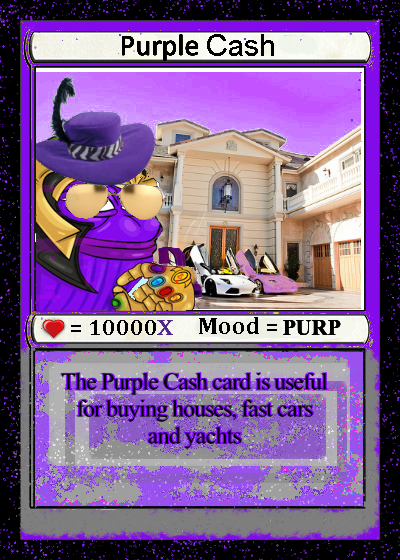 Purple Cash
❤ = 10000X Mood = PURP
The Purple Cash card is useful
for buying houses, fast cars
and yachts